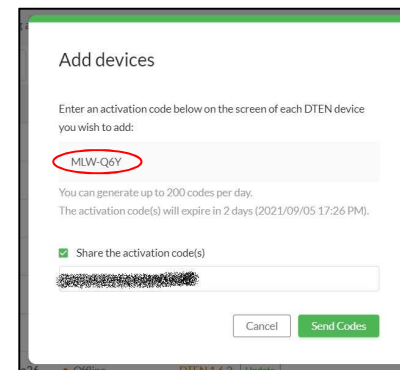 Add devices
Enter an activation code below on the screen of each DTEN device
you wish to add:
MLW-Q6Y
You can generate up to 200 codes per day.
The activation code(s) will expire in 2 days (2021/09/05 17:26 PM).
Share the activation code(s)
Cancel Send Codes
Offline DTEN 1.6.2 Update